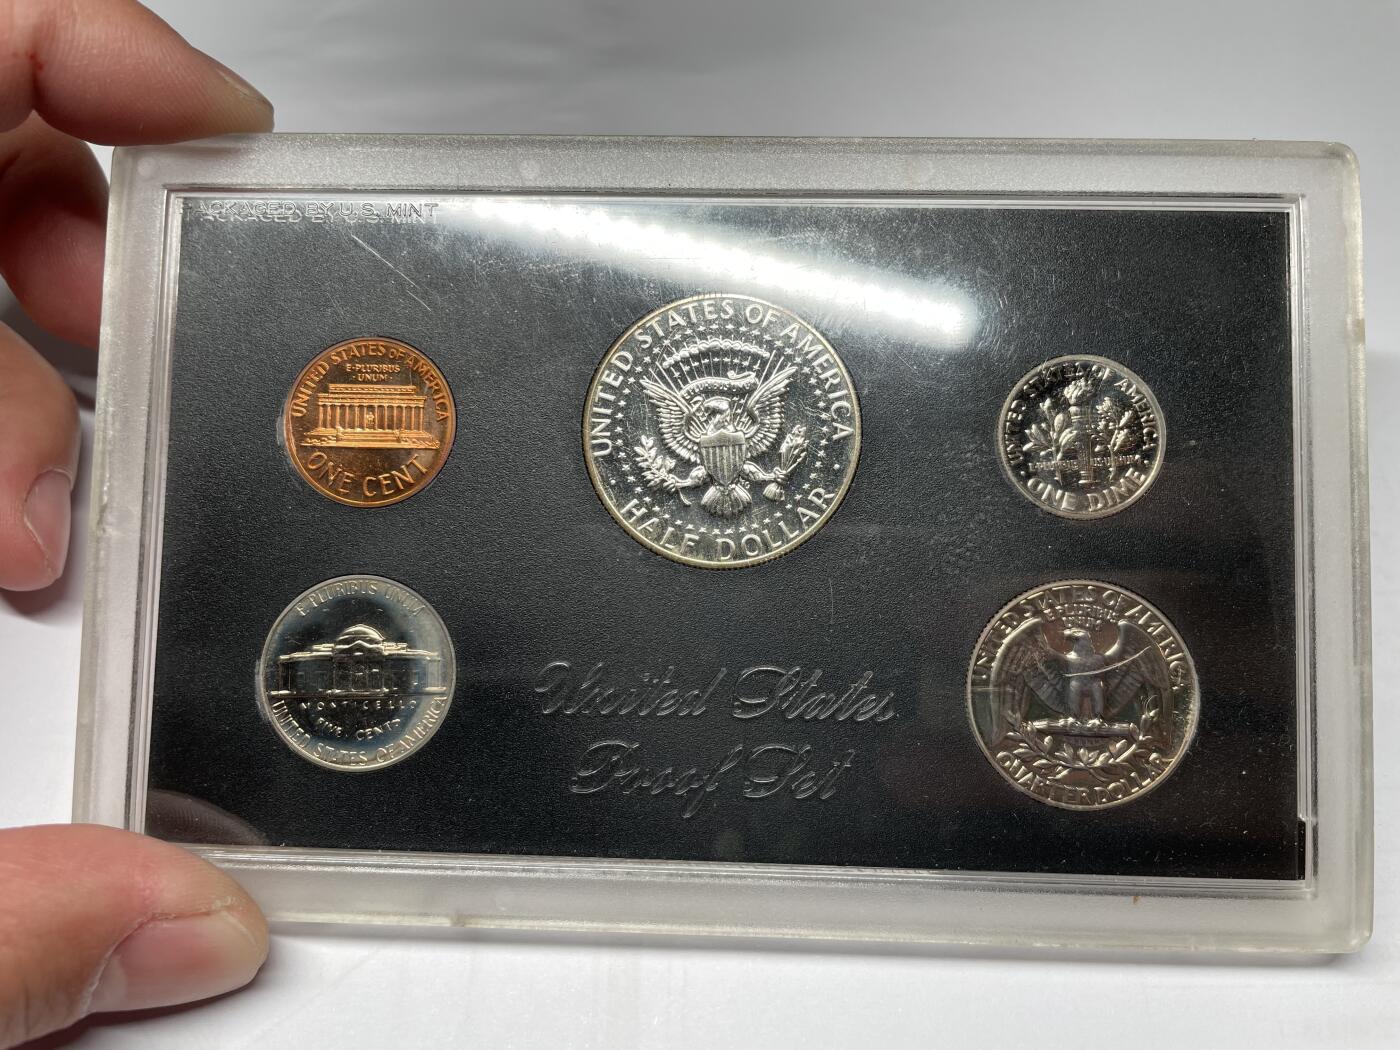 PACKAGED BY U.S. MINT
UNITED STATES OF AMERICA
E·PLURIBUS
·UNUM·
ONE CENT
UNITED STATES OF AMERICA
HALF DOLLAR
UNITED STATES OF AMERICA
ONE DIME
E PLURIBUS UNUM
MONTICELLO
FIVE CENTS
UNITED STATES OF AMERICA
United States
Proof Set
UNITED STATES OF AMERICA
E PLURIBUS
UNUM
QUARTER DOLLAR